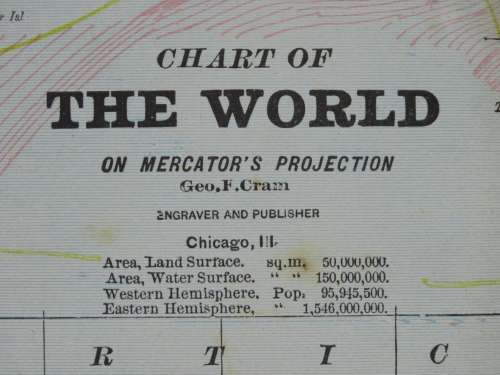 Isl.
CHART OF
THE WORLD
ON MERCATOR'S PROJECTION
Geo. F. Cram
ENGRAVER AND PUBLISHER
Chicago, Ill.
Area, Land Surface. sq.m. 50,000,000.
Area, Water Surface. " " 150,000,000.
Western Hemisphere, Pop. 95,945,500.
Eastern Hemisphere, " 1,546,000,000.
R T I C